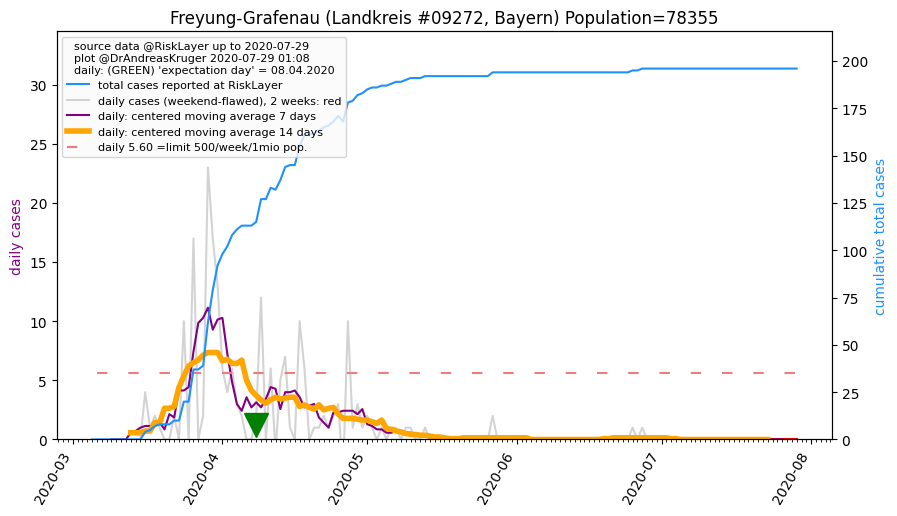 Freyung-Grafenau (Landkreis #09272, Bayern) Population=78355
source data @RiskLayer up to 2020-07-29
plot @DrAndreasKruger 2020-07-29 01:08
daily: (GREEN) 'expectation day' = 08.04.2020
total cases reported at RiskLayer
daily cases (weekend-flawed), 2 weeks: red
daily: centered moving average 7 days
daily: centered moving average 14 days
daily 5.60 =limit 500/week/1mio pop.
daily cases
30
25
20
15
10
5
0
cumulative total cases
200
175
150
125
100
75
50
25
0
2020-03
2020-04
2020-05
2020-06
2020-07
2020-08